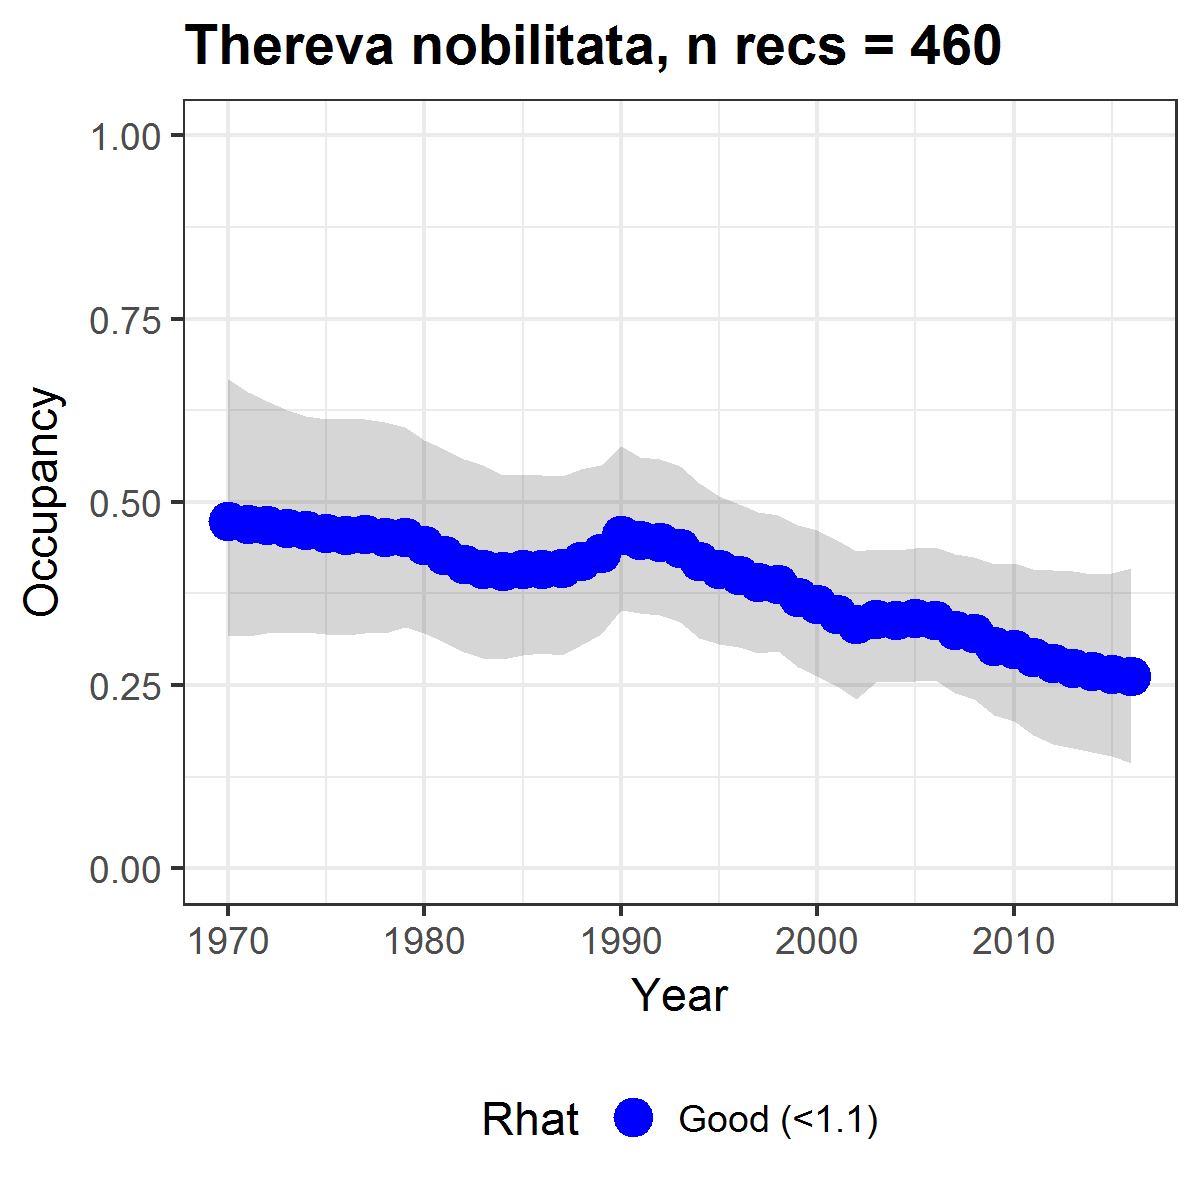 Thereva nobilitata, n recs = 460
Occupancy
1.00
0.75
0.50
0.25
0.00
1970 1980 1990 2000 2010
Year
Rhat Good (<1.1)